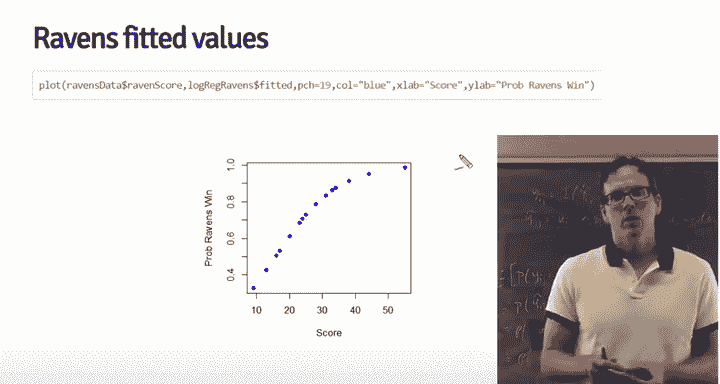 Ravens fitted values
plot(ravensData$ravenScore,logRegRavens$fitted,pch=19,col="blue",xlab="Score",ylab="Prob Ravens Win")
Prob Ravens Win
1.0
0.8
0.6
0.4
10 20 30 40 50
Score